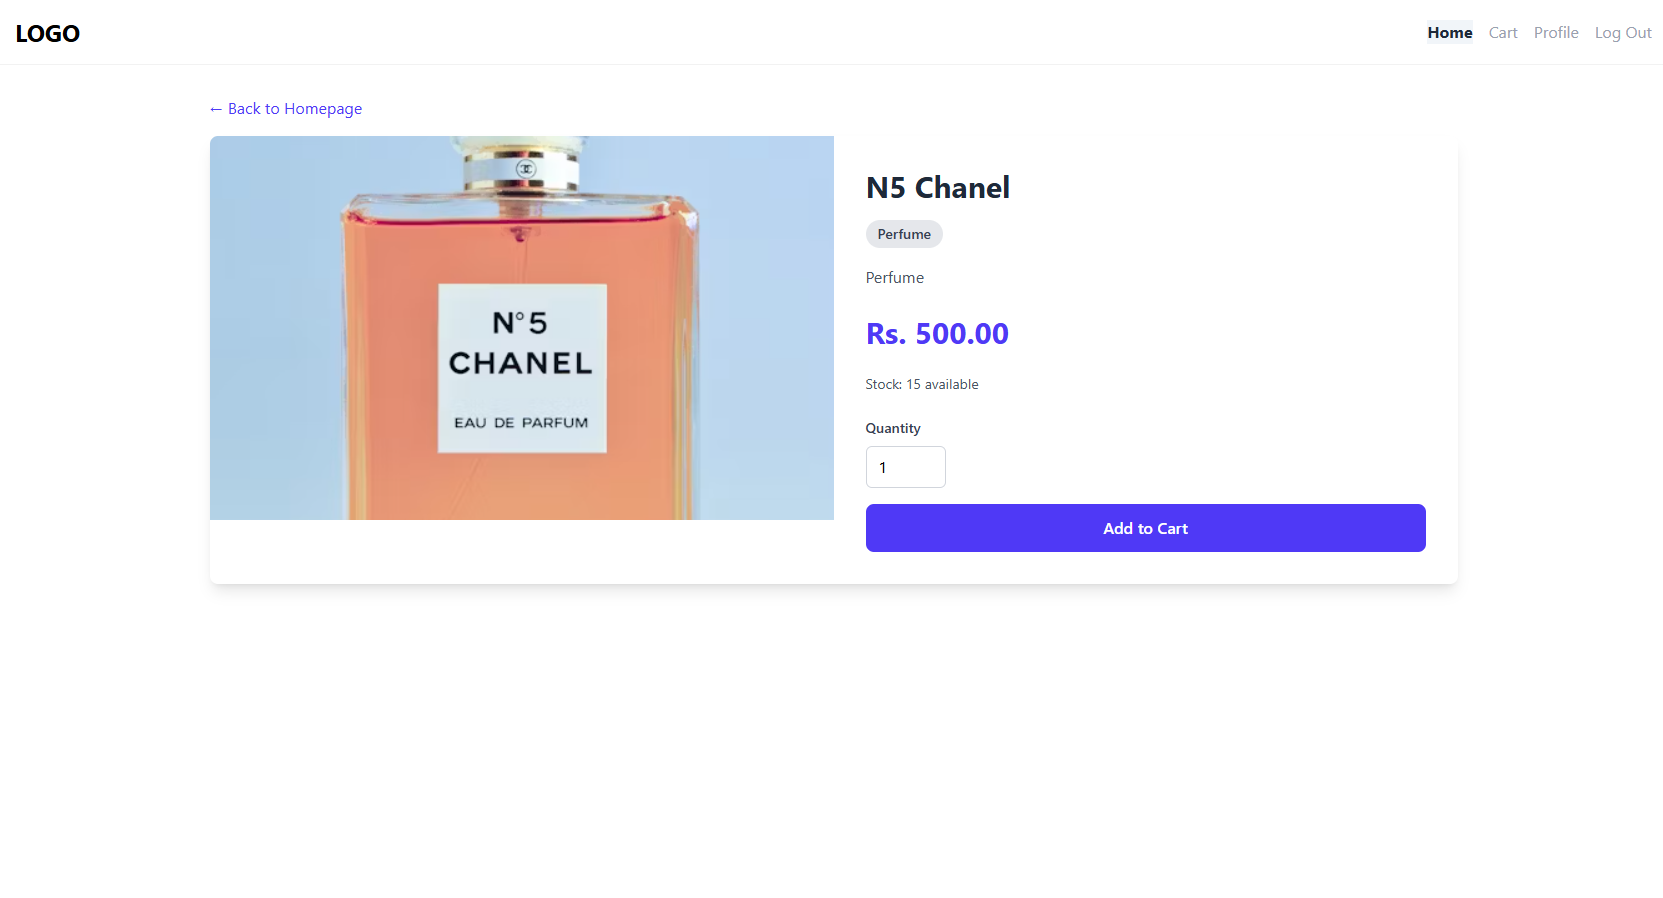 LOGO
Home Cart Profile Log Out
← Back to Homepage
N°5
CHANEL
EAU DE PARFUM
N5 Chanel
Perfume
Perfume
Rs. 500.00
Stock: 15 available
Quantity
1
Add to Cart